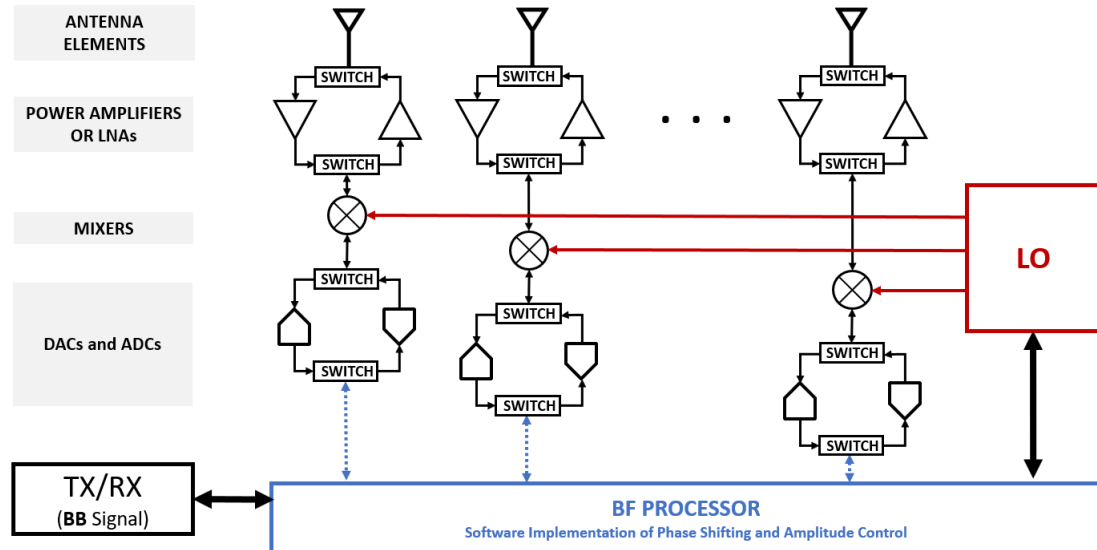 ANTENNA
ELEMENTS
SWITCH
SWITCH
SWITCH
POWER AMPLIFIERS
OR LNAs
. . .
SWITCH
SWITCH
SWITCH
MIXERS
LO
SWITCH
SWITCH
SWITCH
DACs and ADCs
SWITCH
SWITCH
SWITCH
TX/RX
(BB Signal)
BF PROCESSOR
Software Implementation of Phase Shifting and Amplitude Control